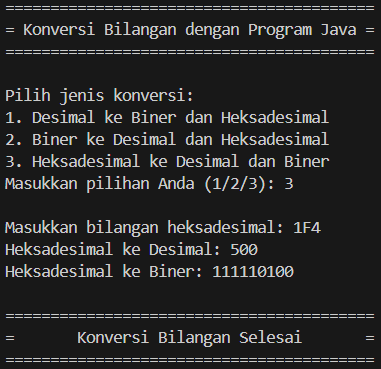 =========================================
= Konversi Bilangan dengan Program Java =
=========================================
Pilih jenis konversi:
1. Desimal ke Biner dan Heksadesimal
2. Biner ke Desimal dan Heksadesimal
3. Heksadesimal ke Desimal dan Biner
Masukkan pilihan Anda (1/2/3): 3
Masukkan bilangan heksadesimal: 1F4
Heksadesimal ke Desimal: 500
Heksadesimal ke Biner: 111110100
=========================================
=       Konversi Bilangan Selesai       =
=========================================